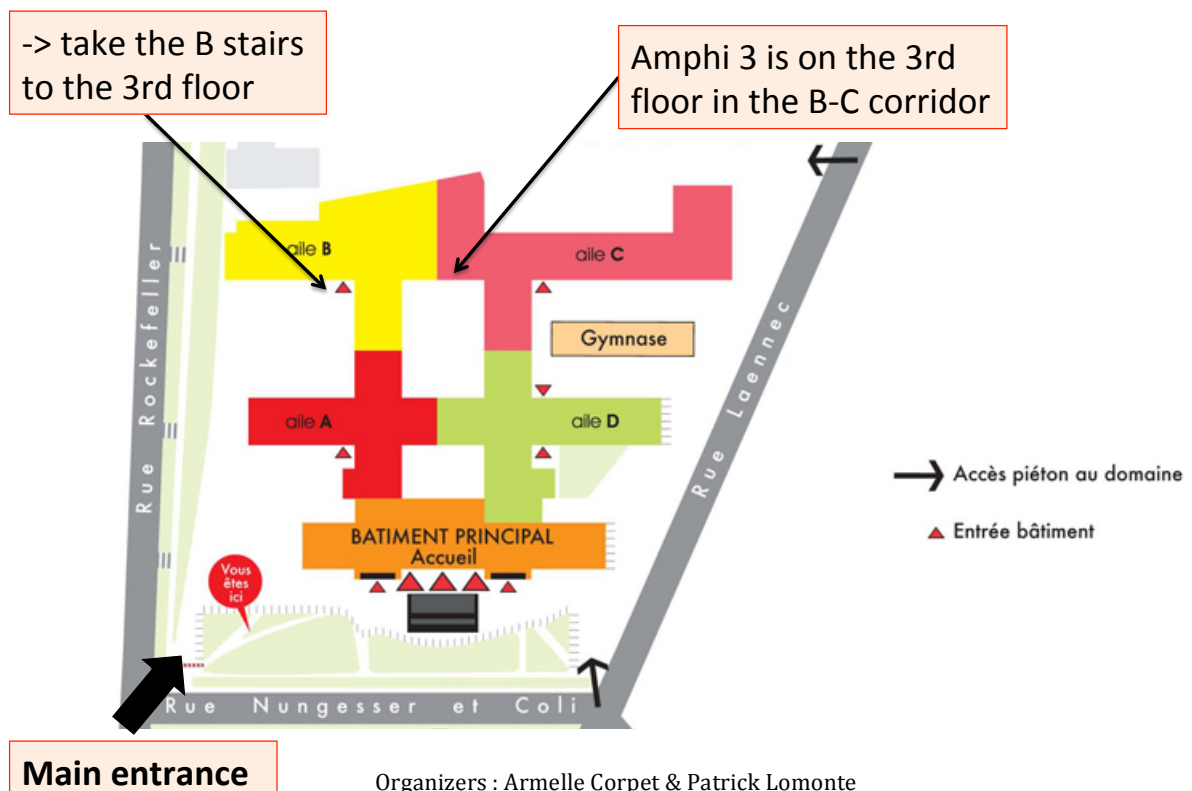 -> take the B stairs
to the 3rd floor
Amphi 3 is on the 3rd
floor in the B-C corridor
aile B
aile C
Gymnase
Rue Rockefeller
Rue Laennec
aile A
aile D
Accès piéton au domaine
Entrée bâtiment
BATIMENT PRINCIPAL
Accueil
Vous
êtes
ici
Rue Nungesser et Coli
Main entrance
Organizers : Armelle Corpet & Patrick Lomonte